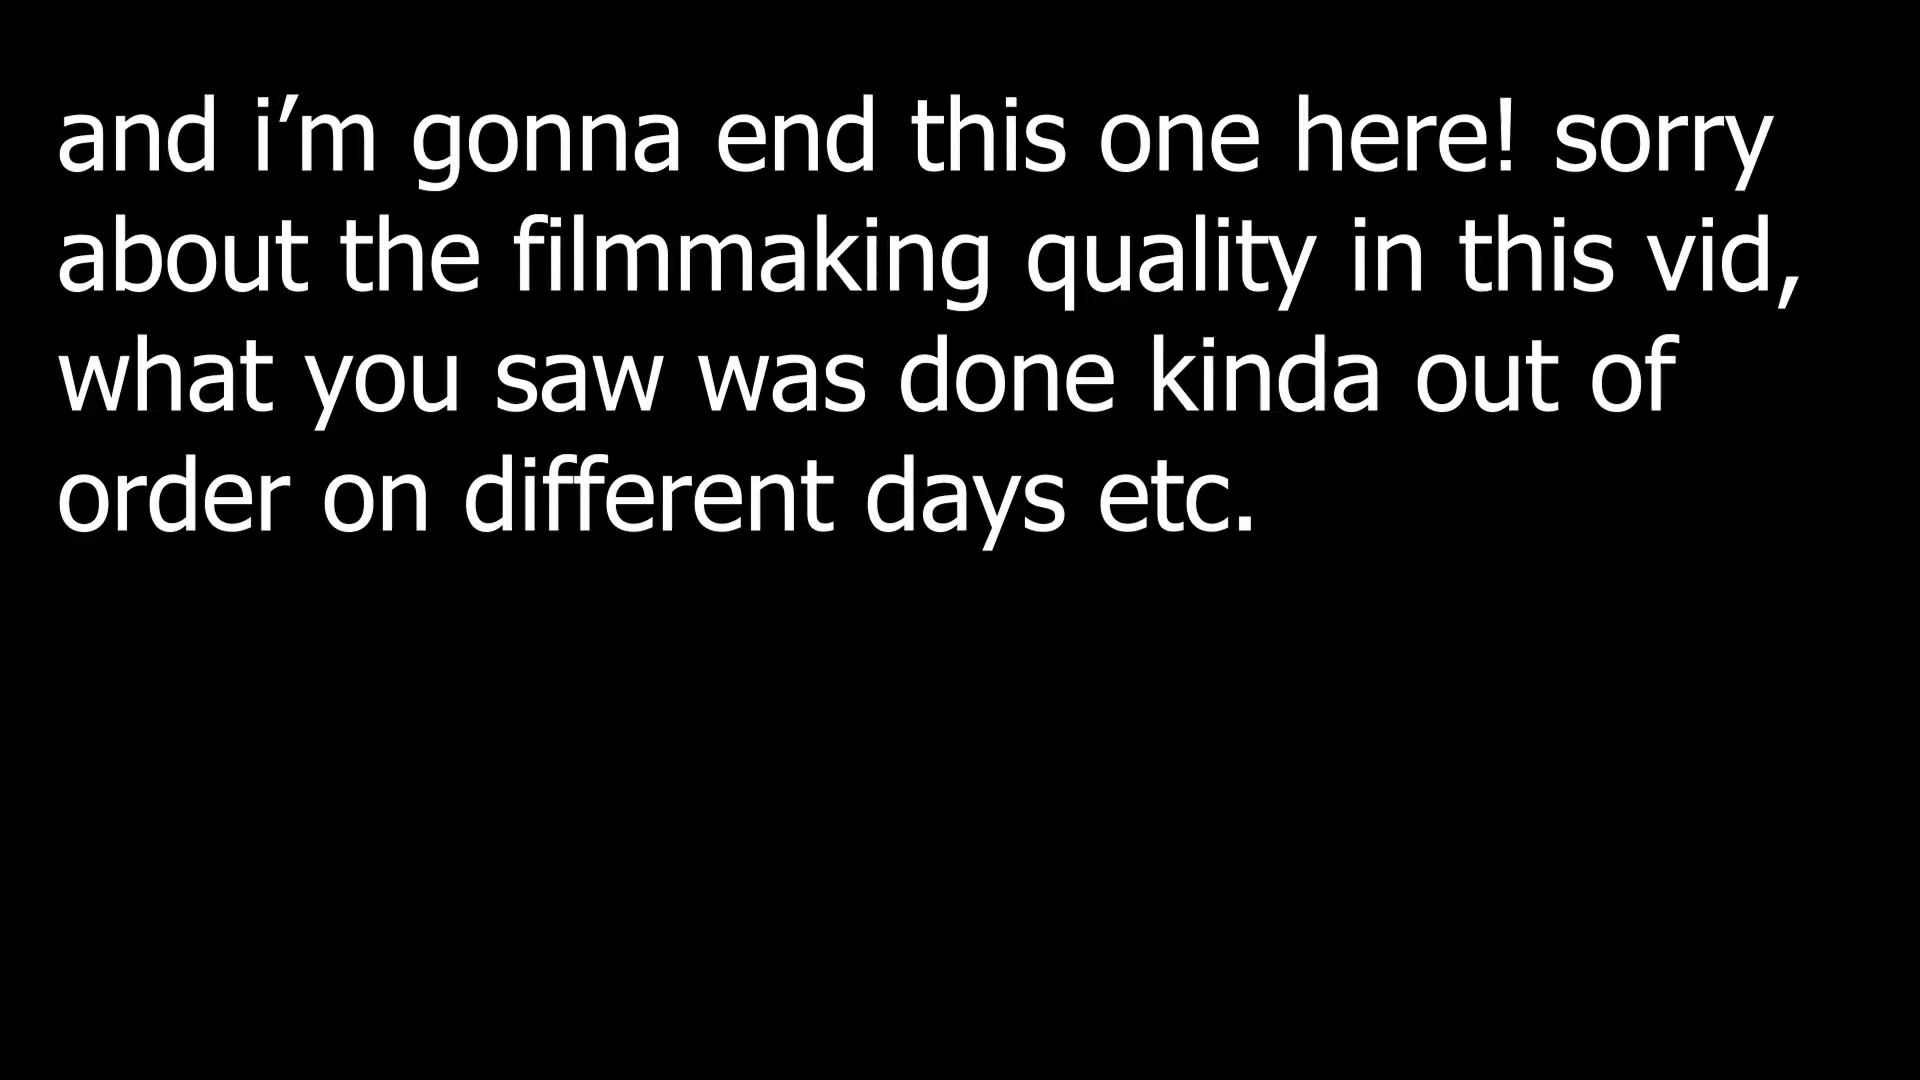 and i’m gonna end this one here! sorry
about the filmmaking quality in this vid,
what you saw was done kinda out of
order on different days etc.